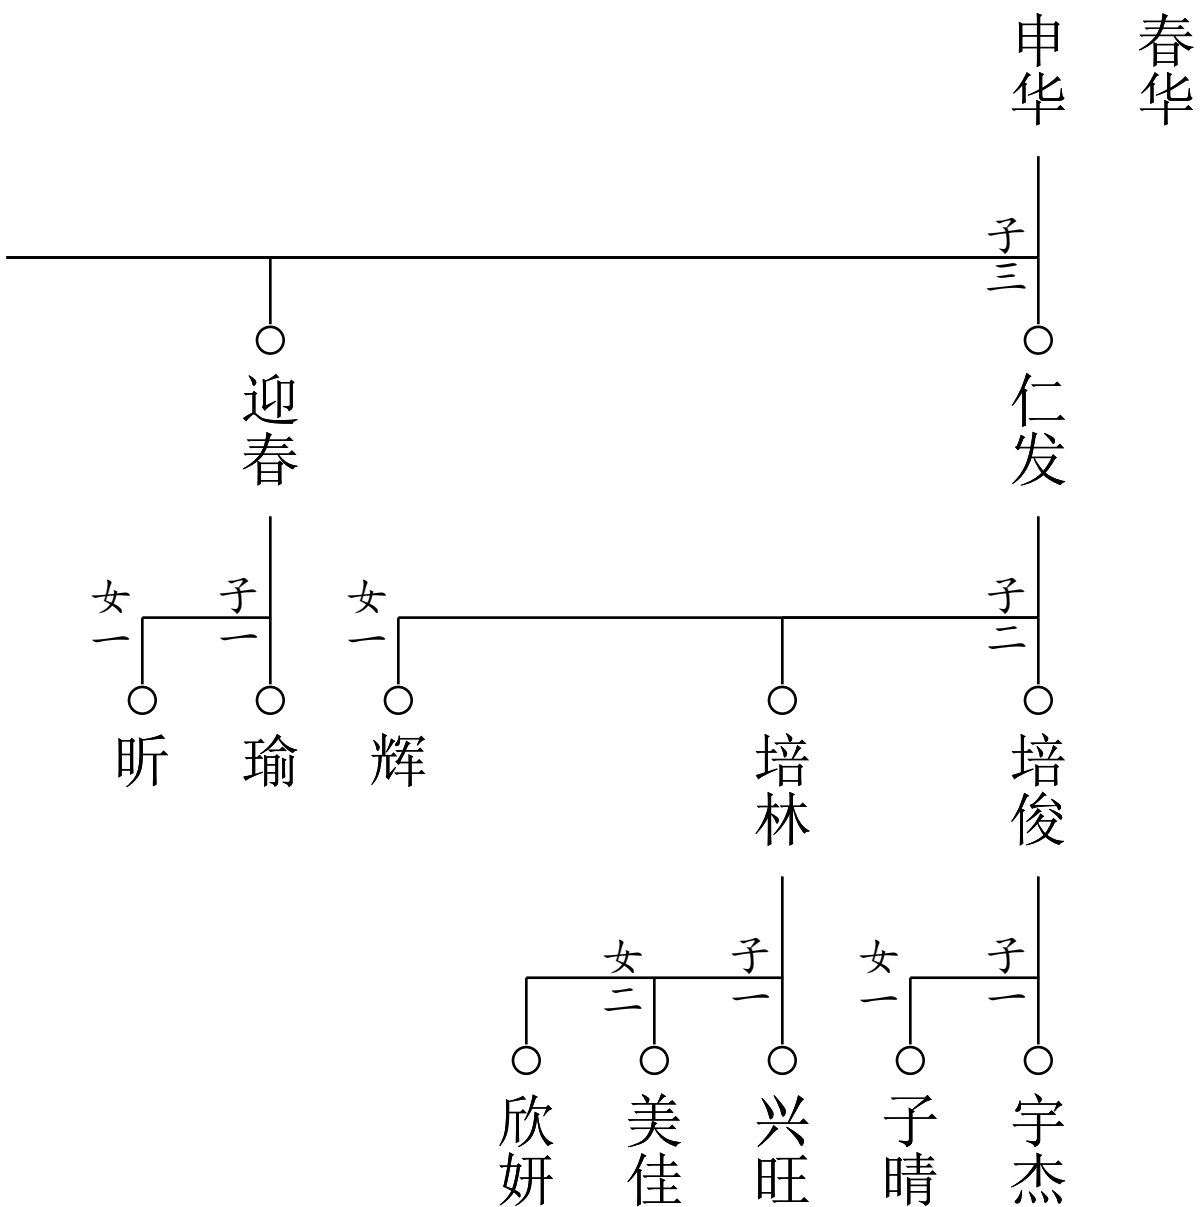 春华
申华
子三
仁发
迎春
子二
女一
子一
女一
培俊
培林
辉
瑜
昕
子一
女一
子一
女二
宇杰
子晴
兴旺
美佳
欣妍